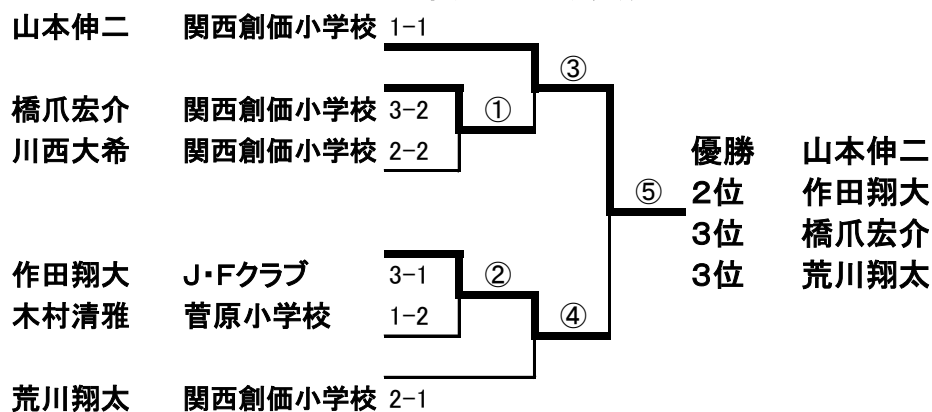 山本伸二 関西創価小学校 1-1
③
橋爪宏介 関西創価小学校 3-2 ①
川西大希 関西創価小学校 2-2
優勝 山本伸二
⑤ 2位 作田翔大
3位 橋爪宏介
作田翔大 J・Fクラブ 3-1 ② 3位 荒川翔太
木村清雅 菅原小学校 1-2 ④
荒川翔太 関西創価小学校 2-1